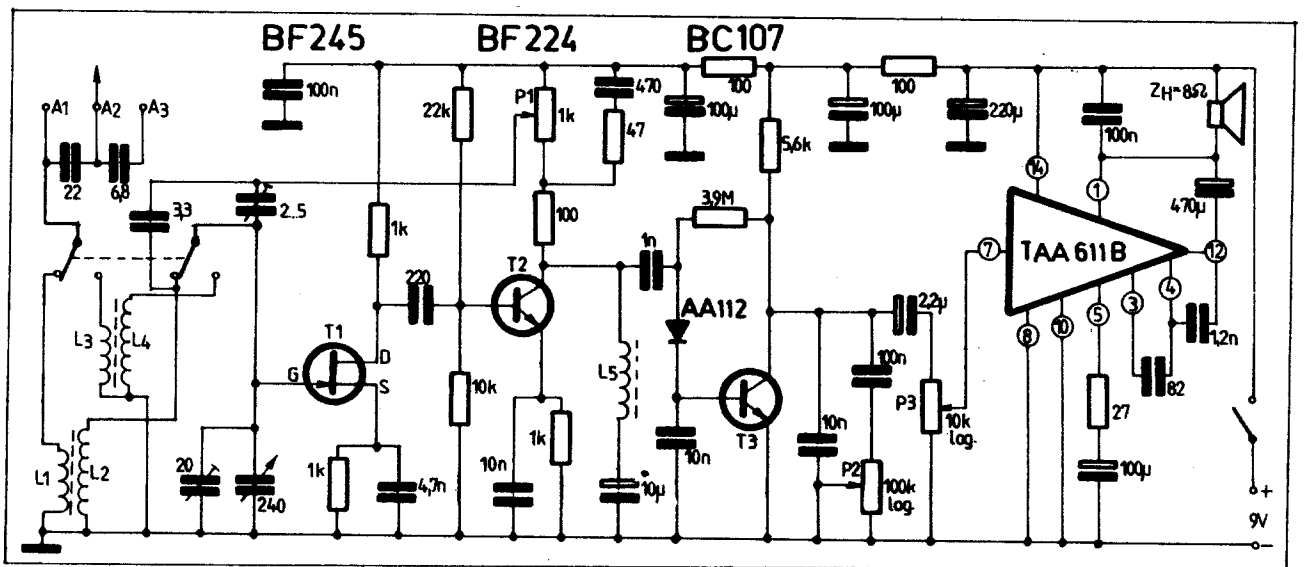 BF245 BF224 BC107
A1 A2 A3
22 6,8
3,3
2..5
100n
22k
P1 1k
470
47
100µ
100
100µ
100
220µ
100n
ZH=8Ω
1k
100
220
T2
1n
3,9M
5,6k
AA112
L3 L4
T1
G D S
10k
L5
T3
10n
L1 L2
20
240
1k
4,7n
10n
1k
10µ
10n
100n
P2 100k log.
2,2µ
P3 10k log.
TAA 611B
14 1 7 12 8 10 5 3 4
470µ
1,2n
82
27
100µ
+
9V
−